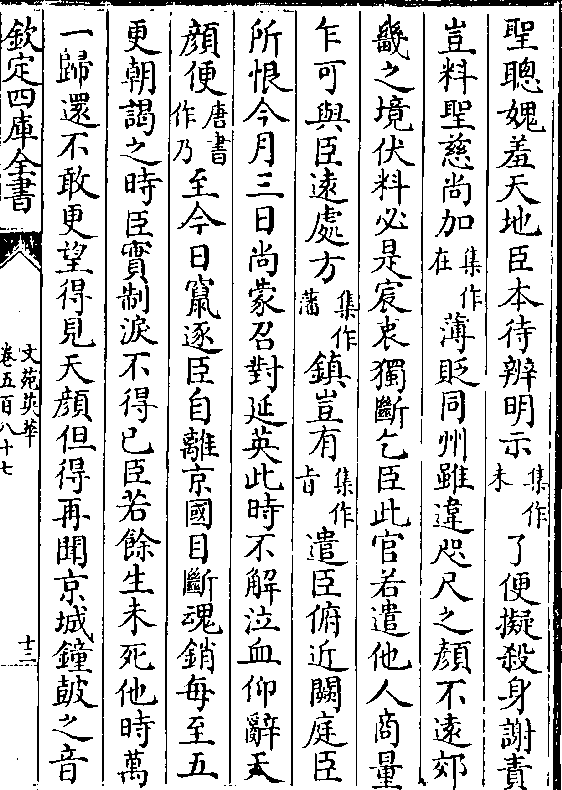 聖聰媿羞天地臣本待辨明示集作未了便擬殺身謝責
豈料聖慈尚加集作在薄貶同州雖違咫尺之顔不遠郊
畿之境伏料必是宸衷獨斷乞臣此官若遣他人商量
乍可與臣遠處方集作藩鎮豈有集作肯遣臣俯近闕庭臣
所恨今月三日尚蒙召對延英此時不解泣血仰辭天
顔便唐書作乃至今日竄逐臣自離京國目斷魂銷每至五
更朝謁之時臣實制淚不得已臣若餘生未死他時萬
一歸還不敢更望得見天顔但得再聞京城鐘鼓之音
欽定四庫全書
文苑英華
卷五百八十七
十三